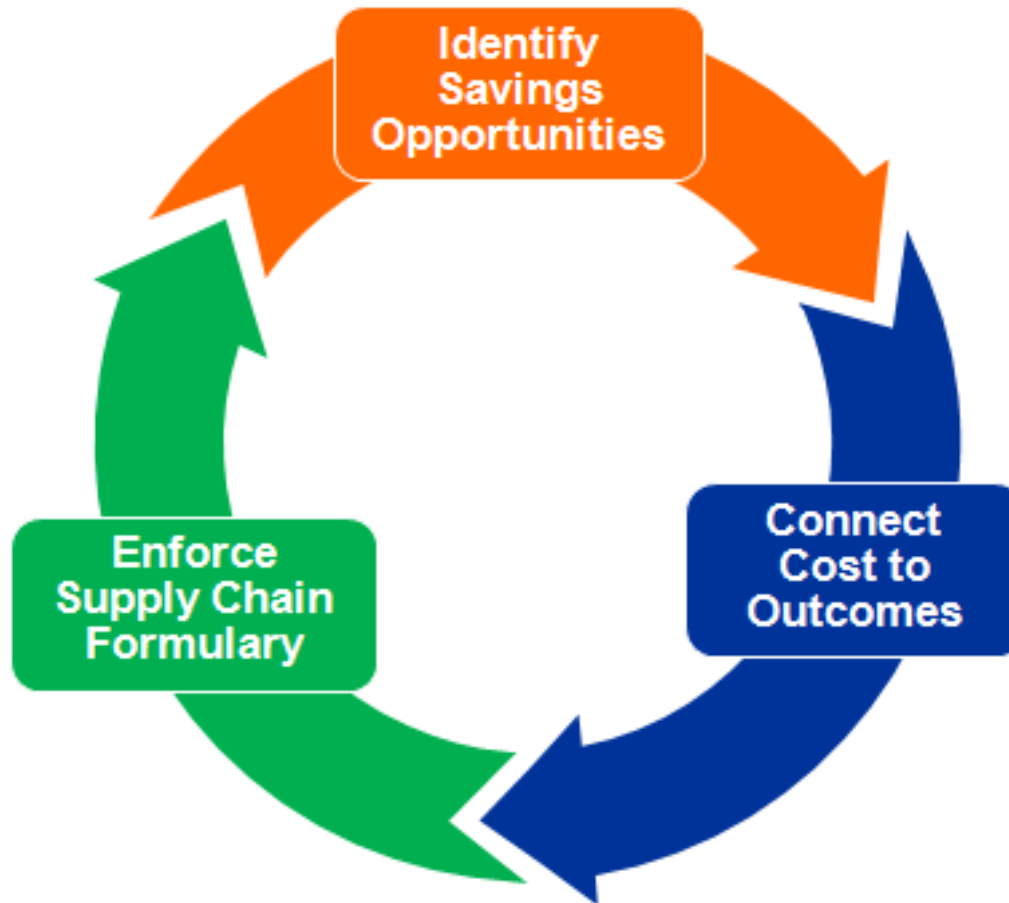 Identify
Savings
Opportunities
Connect
Cost to
Outcomes
Enforce
Supply Chain
Formulary